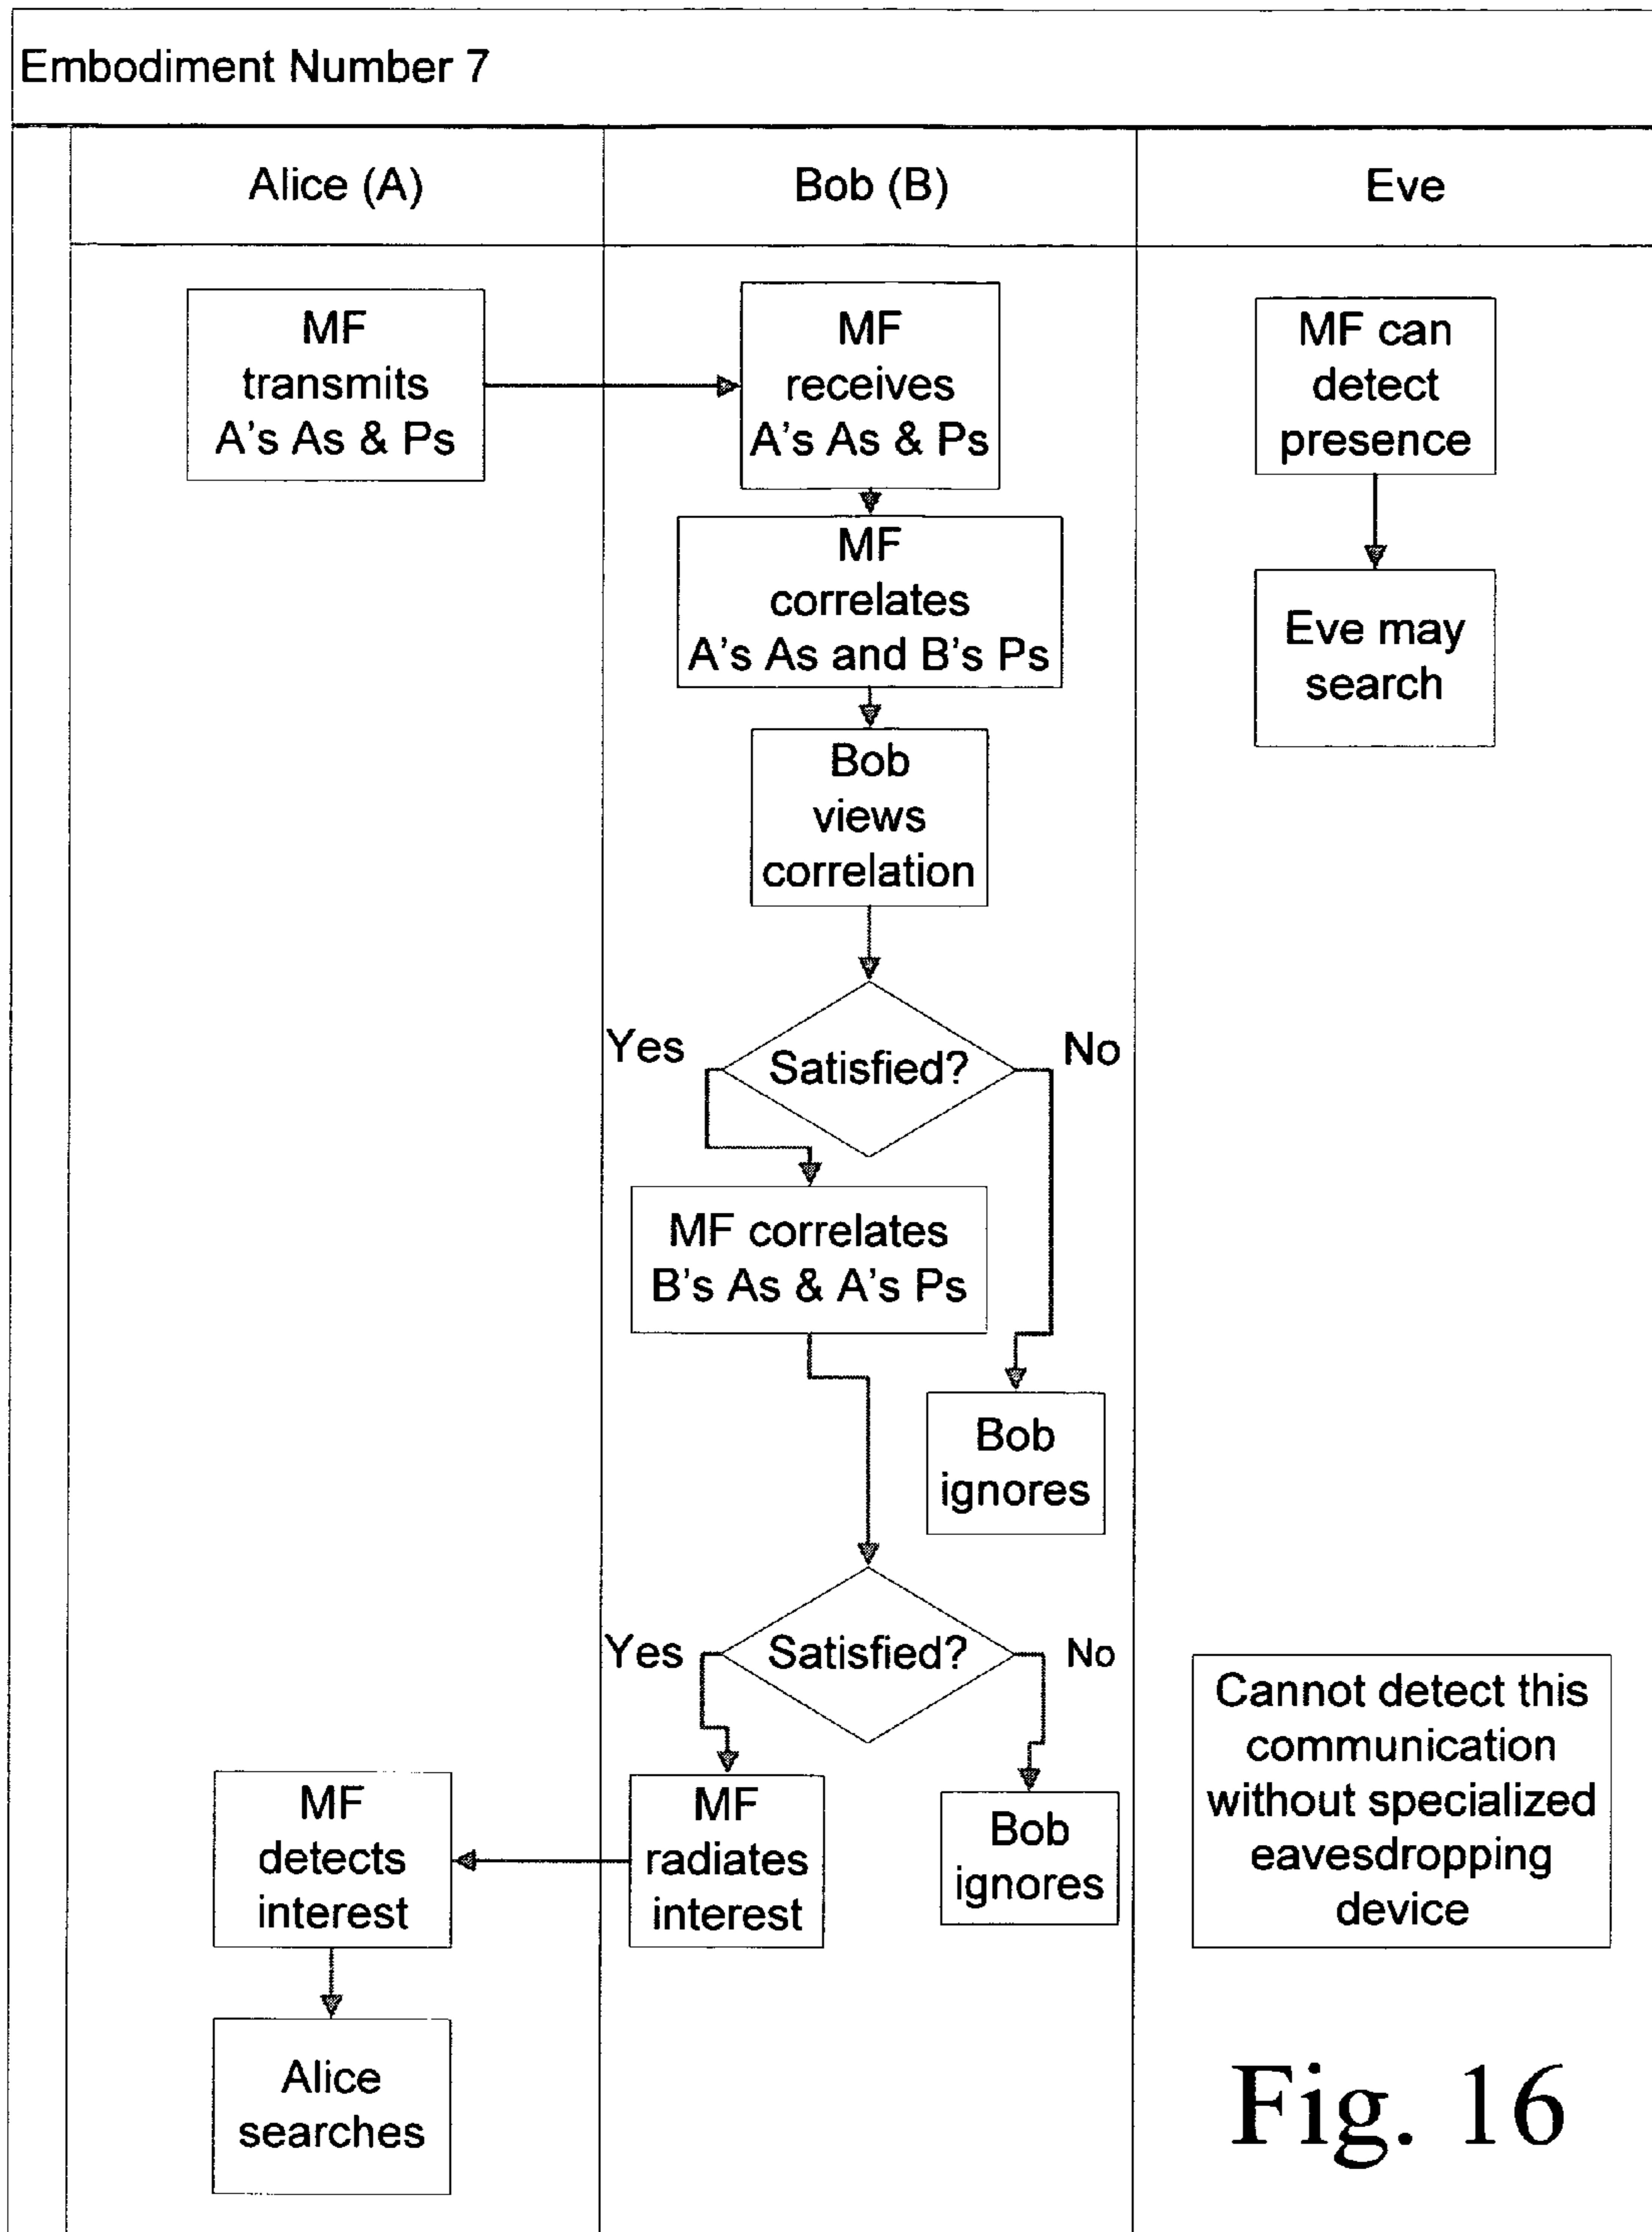 Embodiment Number 7
Alice (A)
Bob (B)
Eve
MF
transmits
A's As & Ps
MF
receives
A's As & Ps
MF can
detect
presence
MF
correlates
A's As and B's Ps
Eve may
search
Bob
views
correlation
Satisfied?
Yes
No
MF correlates
B's As & A's Ps
Bob
ignores
Satisfied?
Yes
No
MF
radiates
interest
Bob
ignores
Cannot detect this
communication
without specialized
eavesdropping
device
MF
detects
interest
Alice
searches
Fig. 16